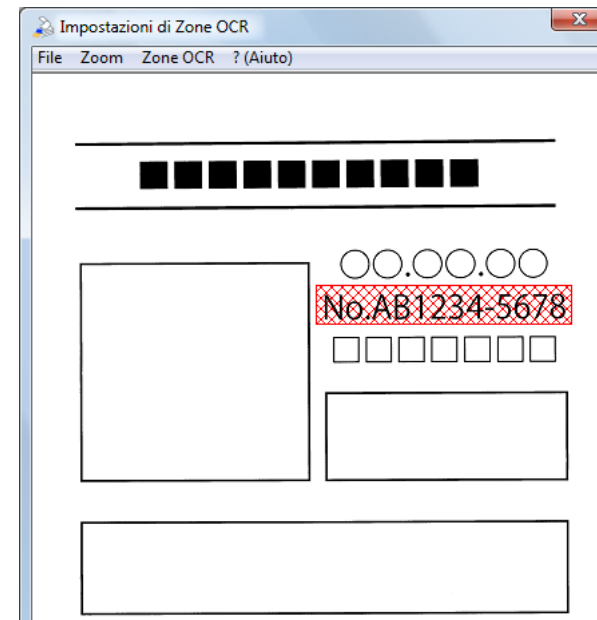 Impostazioni di Zone OCR
File Zoom Zone OCR ? (Aiuto)
■■■■■■■■■■
○○.○○.○○
No.AB1234-5678
□□□□□□□